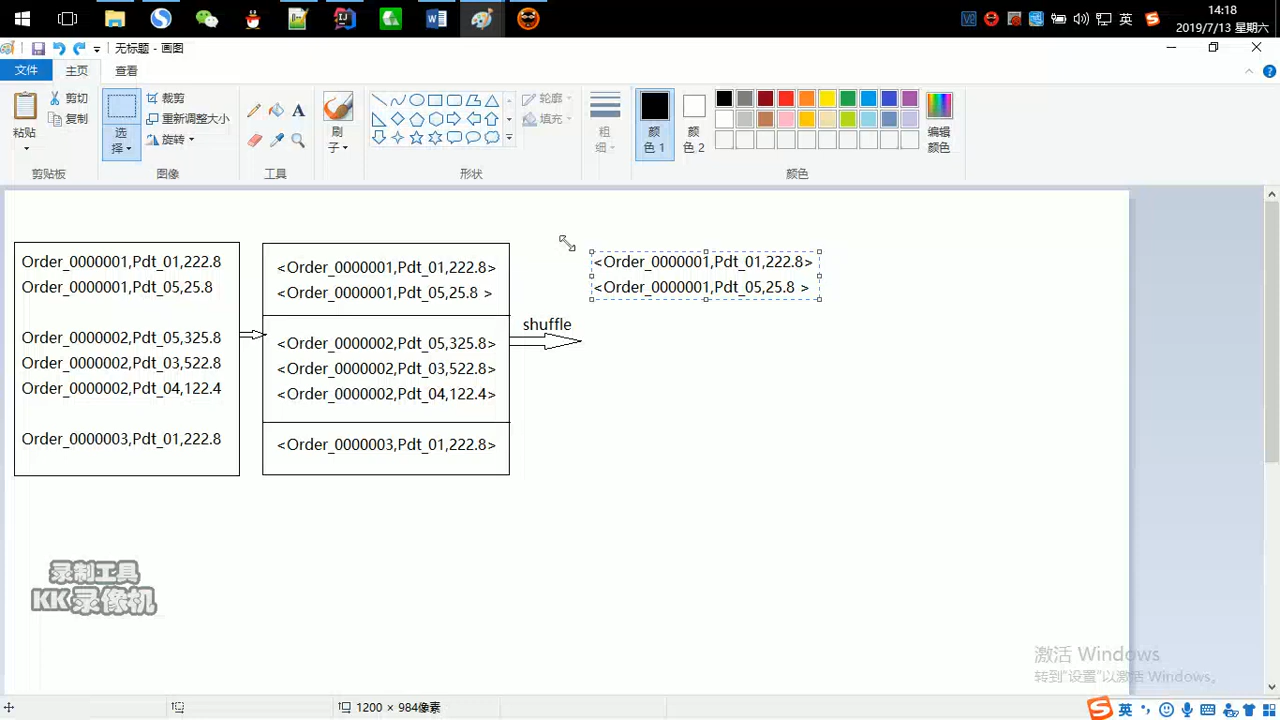 14:18
英
2019/7/13 星期六
无标题 - 画图
文件
主页
查看
粘贴
剪切
复制
剪贴板
选择
裁剪
重新调整大小
旋转
图像
A
工具
刷子
轮廓
填充
形状
粗细
颜色 1
颜色 2
编辑颜色
颜色
Order_0000001,Pdt_01,222.8
Order_0000001,Pdt_05,25.8
Order_0000002,Pdt_05,325.8
Order_0000002,Pdt_03,522.8
Order_0000002,Pdt_04,122.4
Order_0000003,Pdt_01,222.8
<Order_0000001,Pdt_01,222.8>
<Order_0000001,Pdt_05,25.8 >
<Order_0000002,Pdt_05,325.8>
<Order_0000002,Pdt_03,522.8>
<Order_0000002,Pdt_04,122.4>
<Order_0000003,Pdt_01,222.8>
shuffle
<Order_0000001,Pdt_01,222.8>
<Order_0000001,Pdt_05,25.8 >
录制工具
KK 录像机
激活 Windows
转到"设置"以激活 Windows。
1200 × 984像素
英